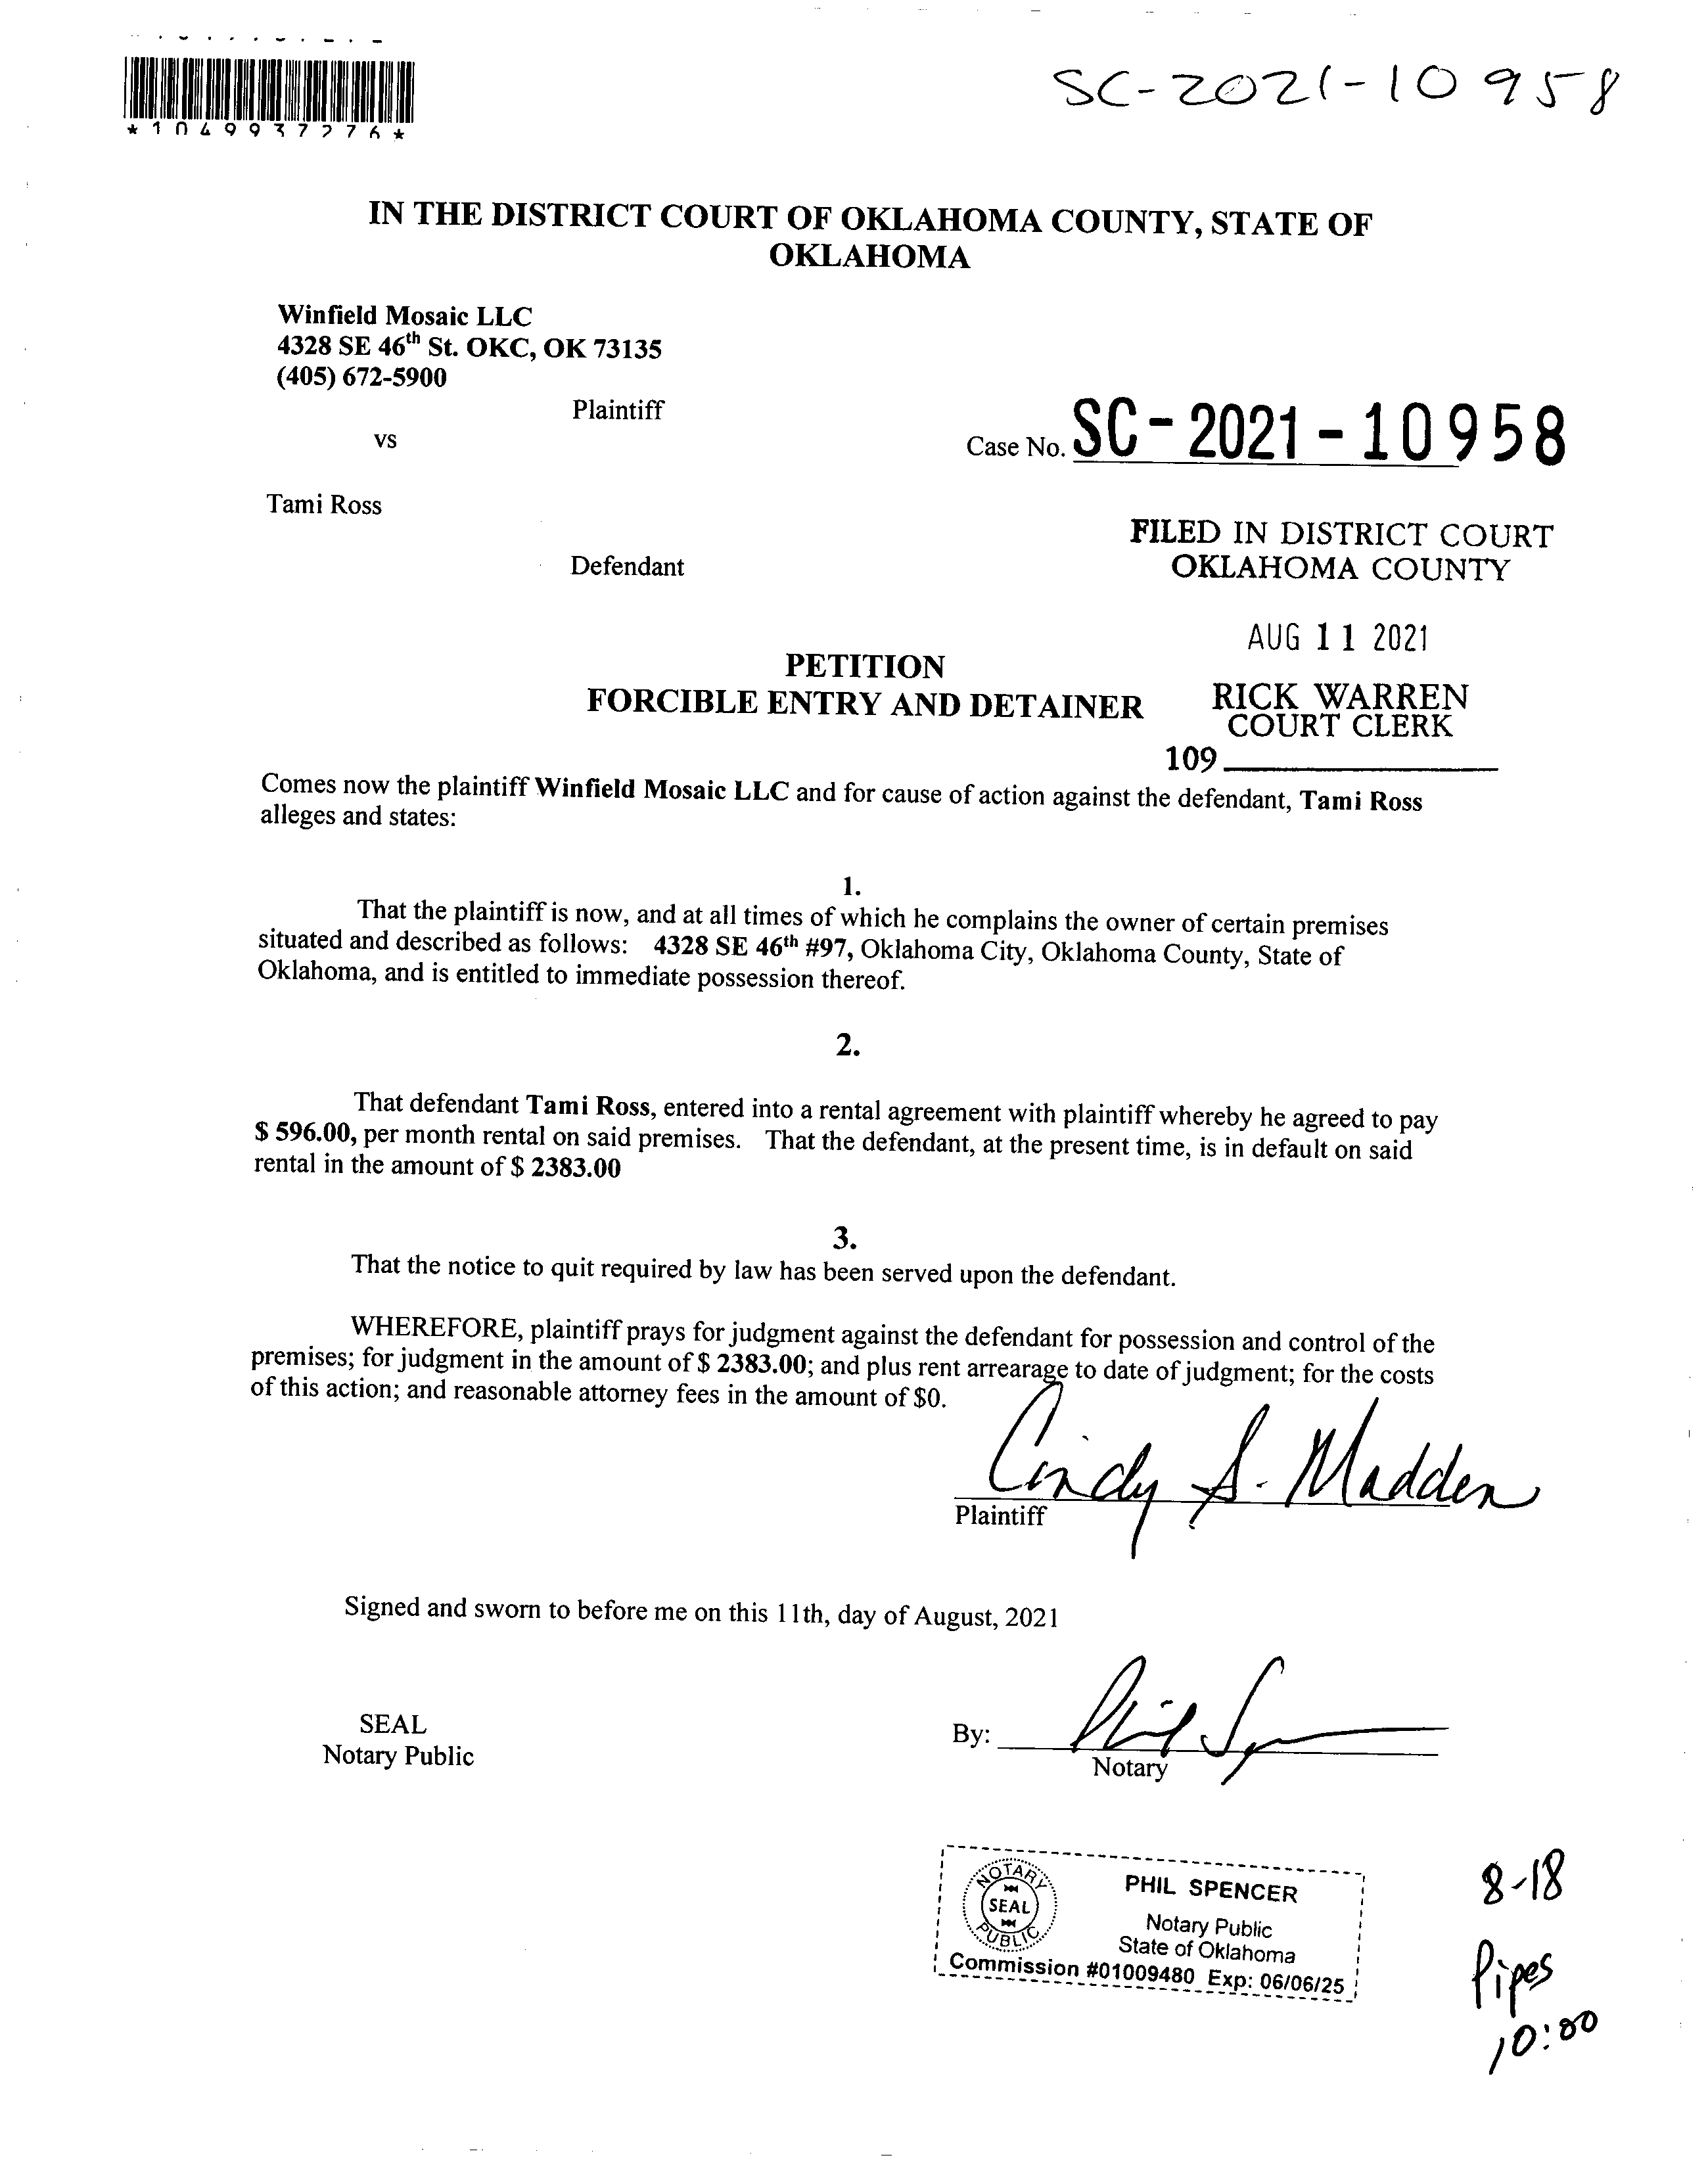 SC-2021-10958
*1049937276*
IN THE DISTRICT COURT OF OKLAHOMA COUNTY, STATE OF
OKLAHOMA
Winfield Mosaic LLC
4328 SE 46th St. OKC, OK 73135
(405) 672-5900
Plaintiff
vs
Case No. SC-2021-10958
Tami Ross
FILED IN DISTRICT COURT
OKLAHOMA COUNTY
Defendant
AUG 11 2021
PETITION
FORCIBLE ENTRY AND DETAINER
RICK WARREN
COURT CLERK
109
Comes now the plaintiff Winfield Mosaic LLC and for cause of action against the defendant, Tami Ross
alleges and states:
1.
That the plaintiff is now, and at all times of which he complains the owner of certain premises
situated and described as follows: 4328 SE 46th #97, Oklahoma City, Oklahoma County, State of
Oklahoma, and is entitled to immediate possession thereof.
2.
That defendant Tami Ross, entered into a rental agreement with plaintiff whereby he agreed to pay
$ 596.00, per month rental on said premises. That the defendant, at the present time, is in default on said
rental in the amount of $ 2383.00
3.
That the notice to quit required by law has been served upon the defendant.
WHEREFORE, plaintiff prays for judgment against the defendant for possession and control of the
premises; for judgment in the amount of $ 2383.00; and plus rent arrearage to date of judgment; for the costs
of this action; and reasonable attorney fees in the amount of $0.
Cindy S. Madden
Plaintiff
Signed and sworn to before me on this 11th, day of August, 2021
SEAL
Notary Public
By: Phil Spencer
Notary
NOTARY
SEAL
PUBLIC
PHIL SPENCER
Notary Public
State of Oklahoma
Commission #01009480 Exp: 06/06/25
8-18
Pipes
10:00